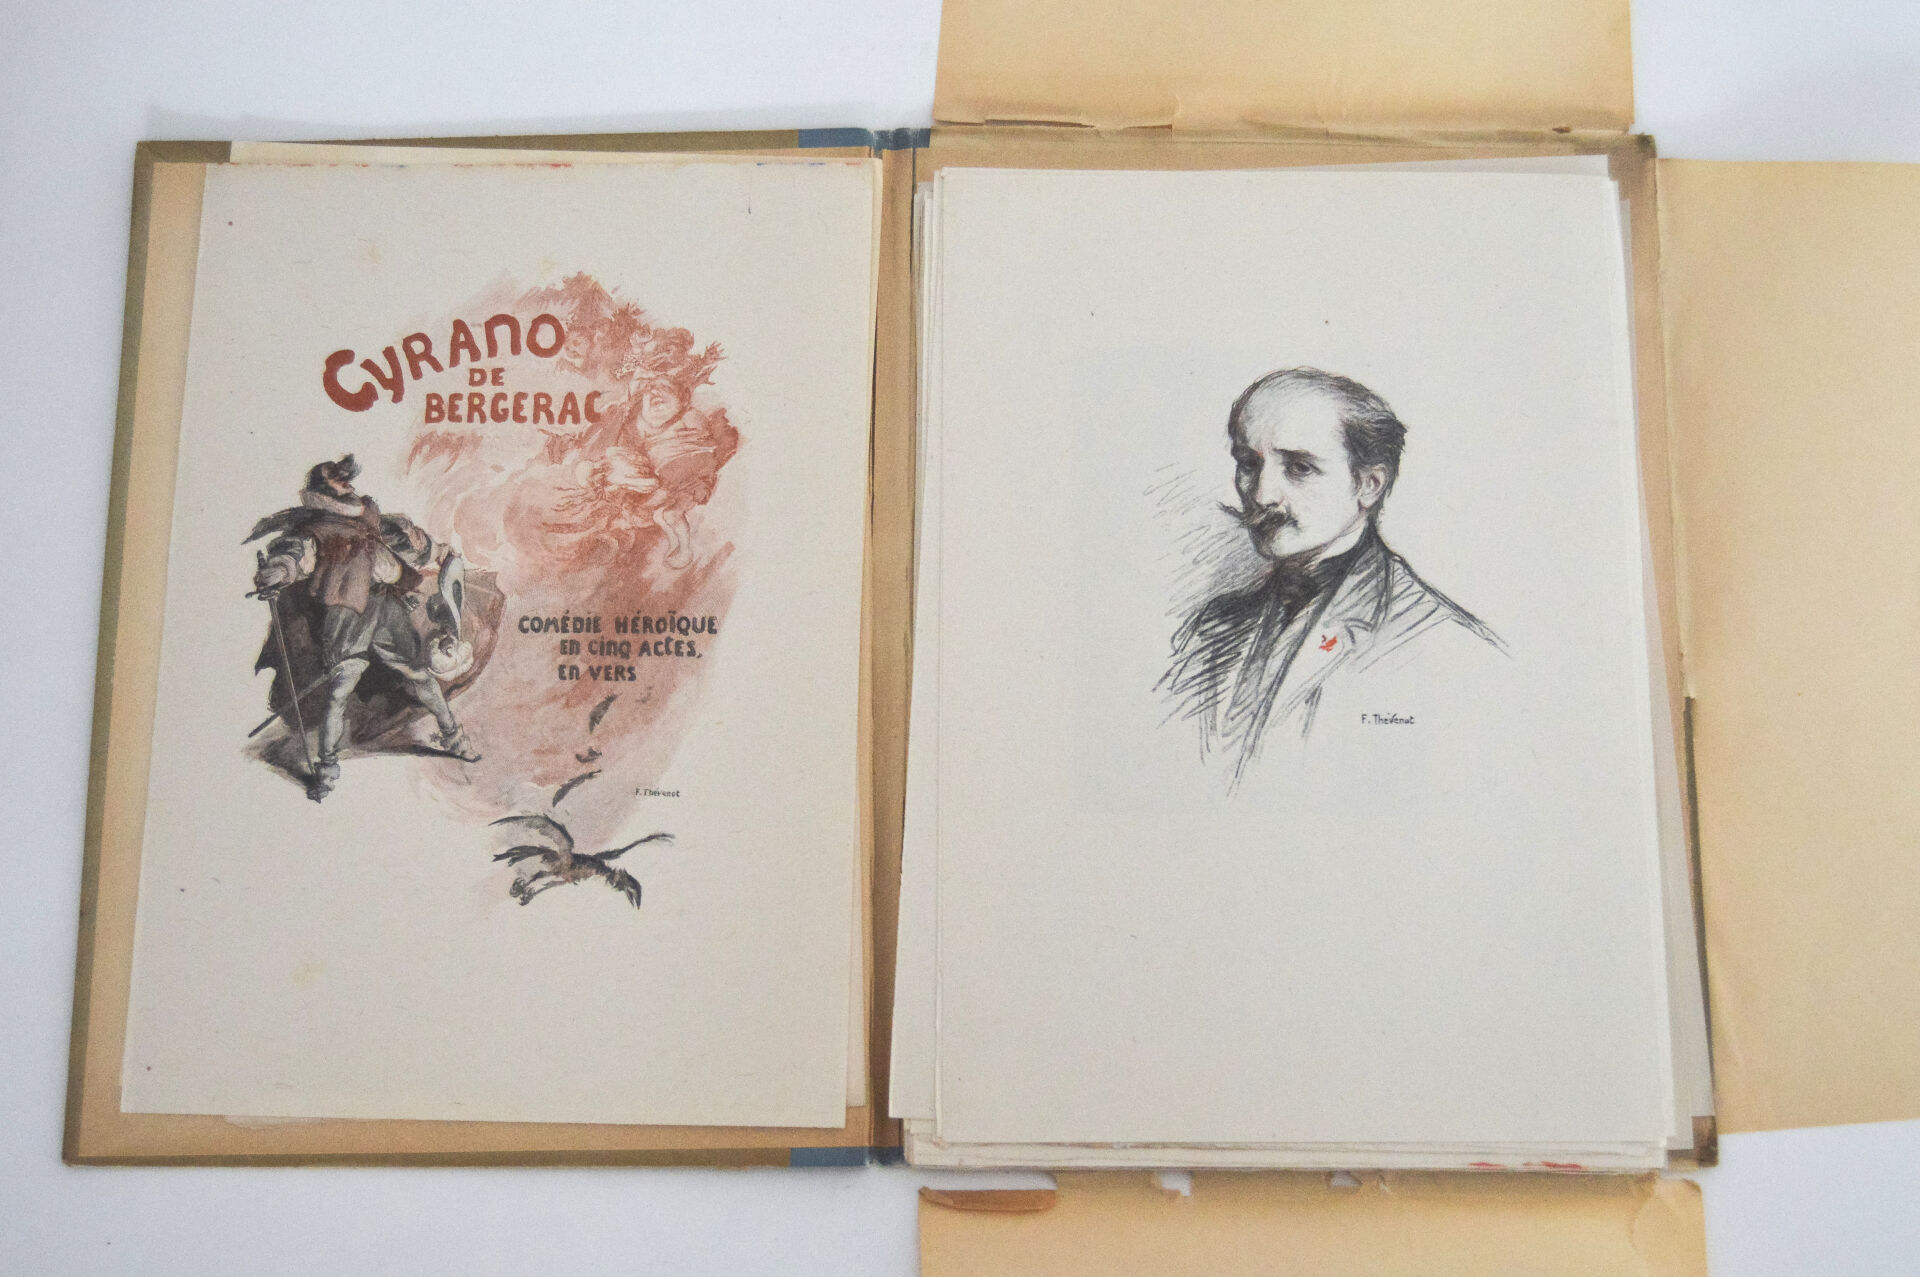 CYRANO
DE
BERGERAC
COMÉDIE HÉROÏQUE
EN CINQ ACTES,
EN VERS
F. Thévenot
F. Thévenot